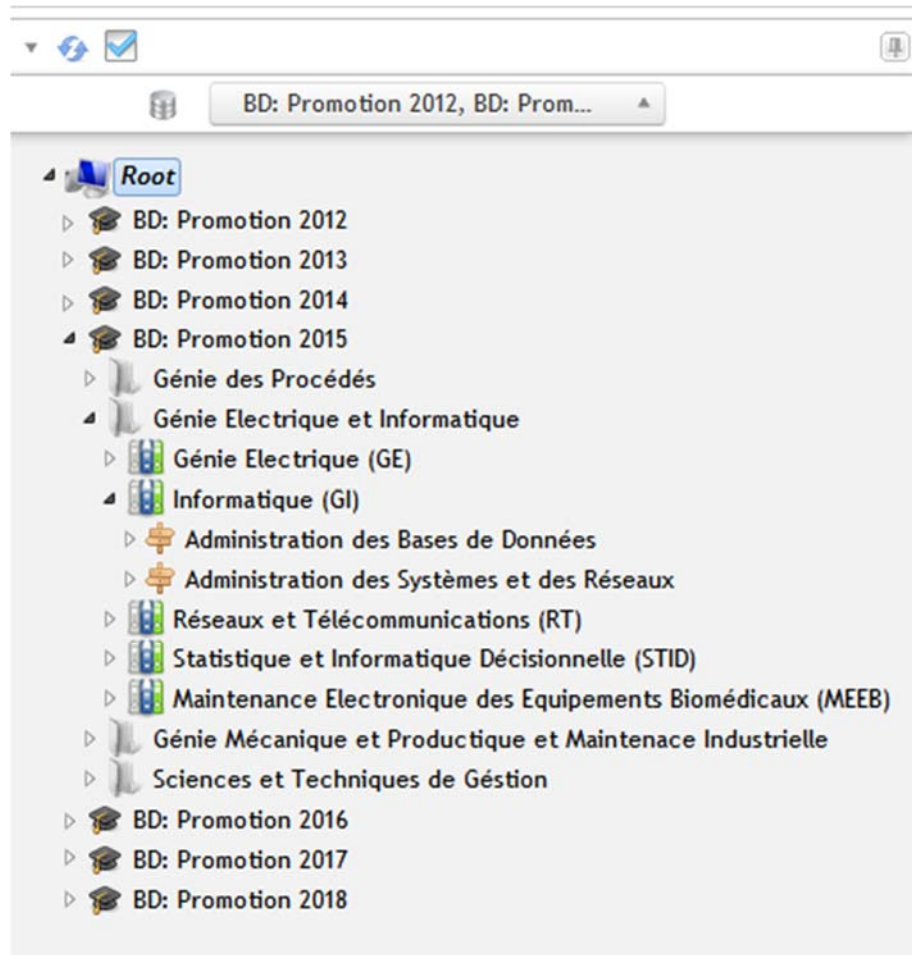 BD: Promotion 2012, BD: Prom...
Root
BD: Promotion 2012
BD: Promotion 2013
BD: Promotion 2014
BD: Promotion 2015
Génie des Procédés
Génie Electrique et Informatique
Génie Electrique (GE)
Informatique (GI)
Administration des Bases de Données
Administration des Systèmes et des Réseaux
Réseaux et Télécommunications (RT)
Statistique et Informatique Décisionnelle (STID)
Maintenance Electronique des Equipements Biomédicaux (MEEB)
Génie Mécanique et Productique et Maintenace Industrielle
Sciences et Techniques de Géstion
BD: Promotion 2016
BD: Promotion 2017
BD: Promotion 2018